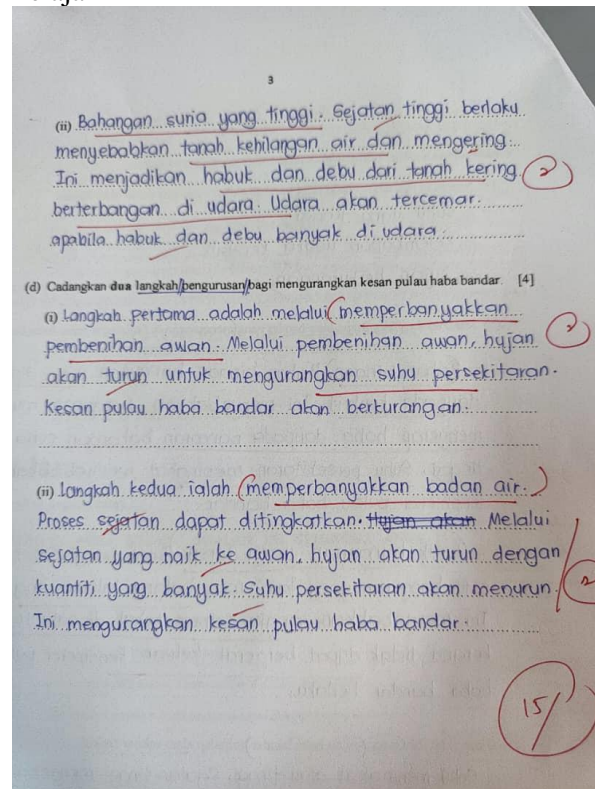 3
(ii) Bahangan suria yang tinggi. Sejatan tinggi berlaku
menyebabkan tanah kehilangan air dan mengering.
Ini menjadikan habuk dan debu dari tanah kering
2
berterbangan di udara. Udara akan tercemar
apabila habuk dan debu banyak di udara.
(d) Cadangkan dua langkah/pengurusan/bagi mengurangkan kesan pulau haba bandar. [4]
(i) Langkah pertama adalah melalui (memperbanyakkan
pembenihan awan. Melalui pembenihan awan, hujan
2
akan turun untuk mengurangkan suhu persekitaran.
Kesan pulau haba bandar akan berkurangan.
(ii) Langkah kedua ialah (memperbanyakkan badan air.)
Proses sejatan dapat ditingkatkan. Hujan akan Melalui
sejatan yang naik ke awan, hujan akan turun dengan
kuantiti yang banyak. Suhu persekitaran akan menurun.
2
Ini mengurangkan kesan pulau haba bandar.
15/